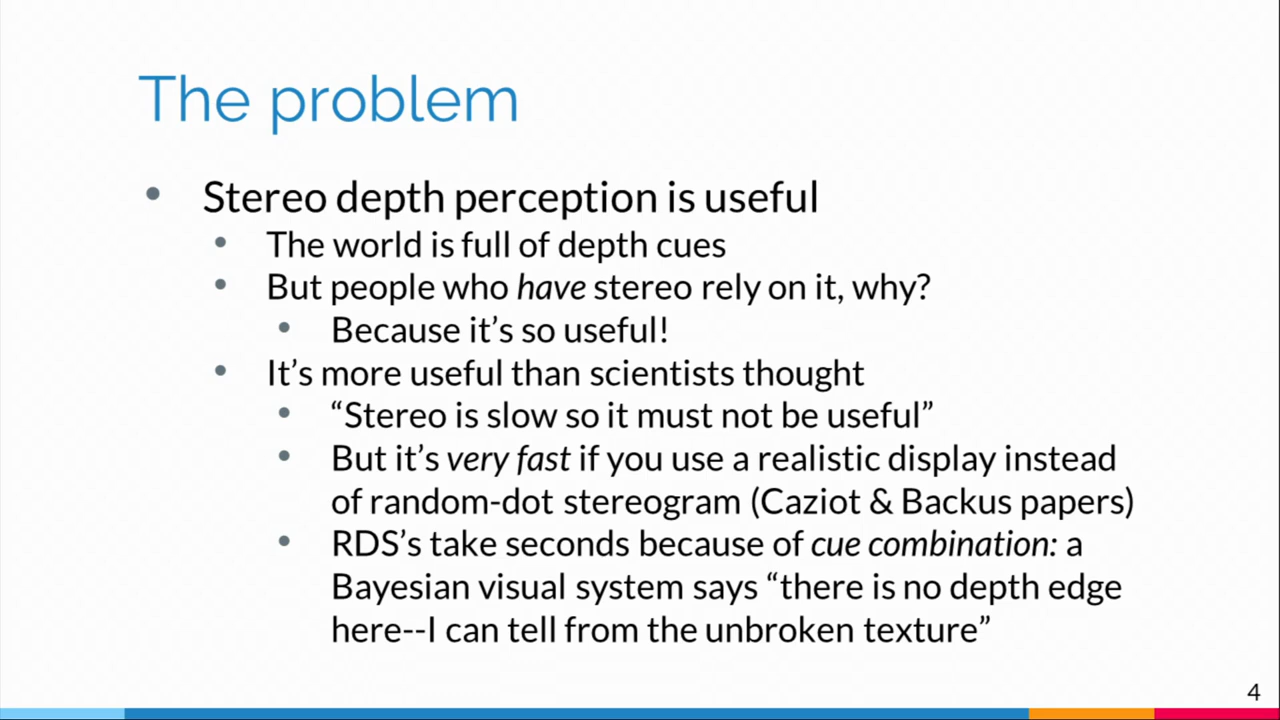 The problem
• Stereo depth perception is useful
• The world is full of depth cues
• But people who have stereo rely on it, why?
• Because it’s so useful!
• It’s more useful than scientists thought
• “Stereo is slow so it must not be useful”
• But it’s very fast if you use a realistic display instead
of random-dot stereogram (Caziot & Backus papers)
• RDS’s take seconds because of cue combination: a
Bayesian visual system says “there is no depth edge
here--I can tell from the unbroken texture”
4